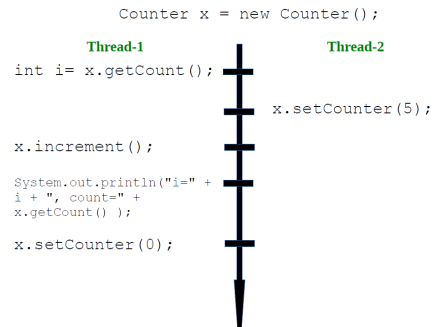 Counter x = new Counter();
Thread-1
Thread-2
int i= x.getCount();
x.setCounter(5);
x.increment();
System.out.println("i=" +
i + ", count=" +
x.getCount() );
x.setCounter(0);